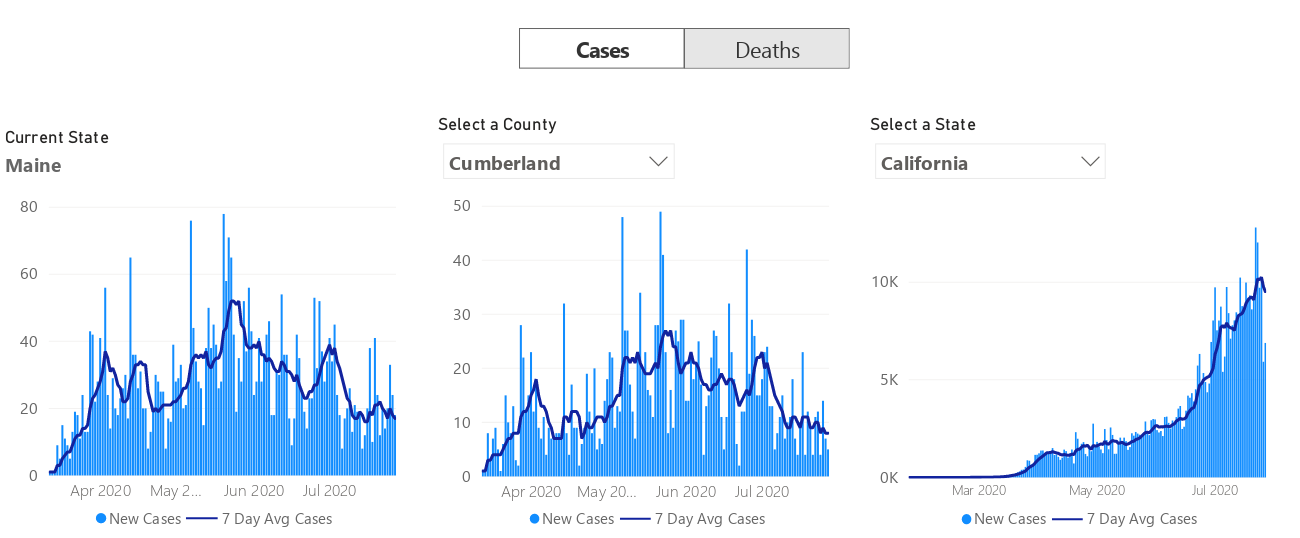 Cases Deaths
Current State
Maine
80
60
40
20
0
Apr 2020 May 2... Jun 2020 Jul 2020
New Cases 7 Day Avg Cases
Select a County
Cumberland
50
40
30
20
10
0
Apr 2020 May 20... Jun 2020 Jul 2020
New Cases 7 Day Avg Cases
Select a State
California
10K
5K
0K
Mar 2020 May 2020 Jul 2020
New Cases 7 Day Avg Cases